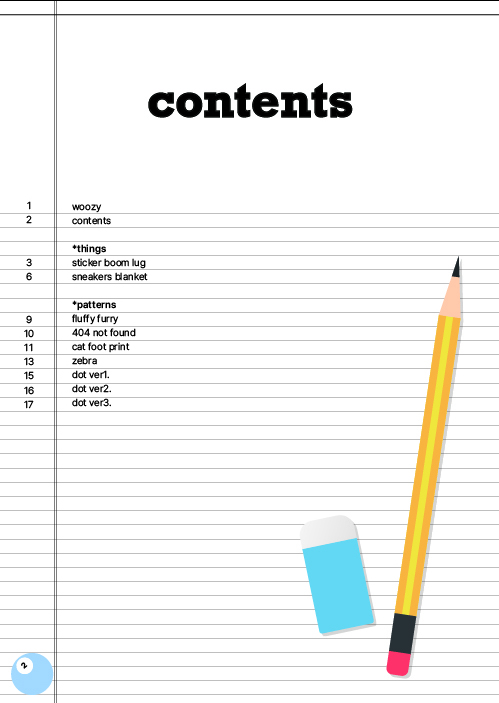 contents
1 woozy
2 contents
*things
3 sticker boom lug
6 sneakers blanket
*patterns
9 fluffy furry
10 404 not found
11 cat foot print
13 zebra
15 dot ver1.
16 dot ver2.
17 dot ver3.
2